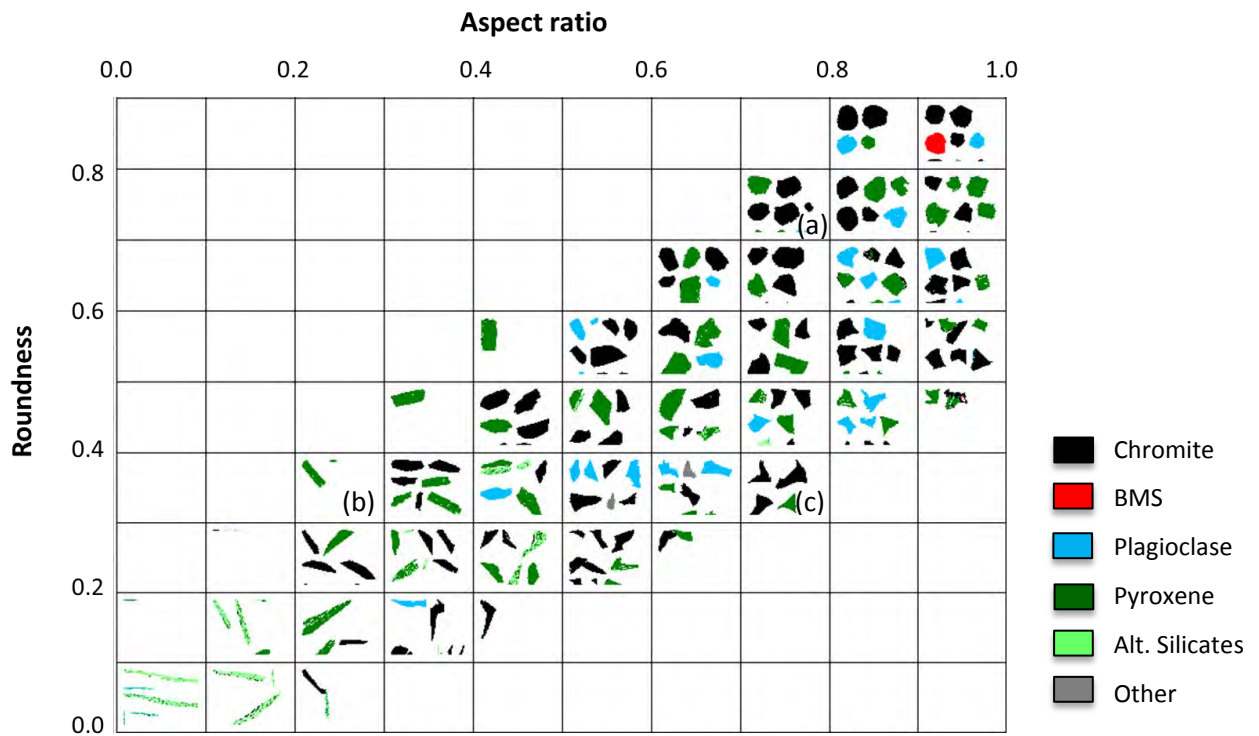 Aspect ratio
0.0 0.2 0.4 0.6 0.8 1.0
Roundness
0.8
0.6
0.4
0.2
0.0
(a)
(b)
(c)
Chromite
BMS
Plagioclase
Pyroxene
Alt. Silicates
Other